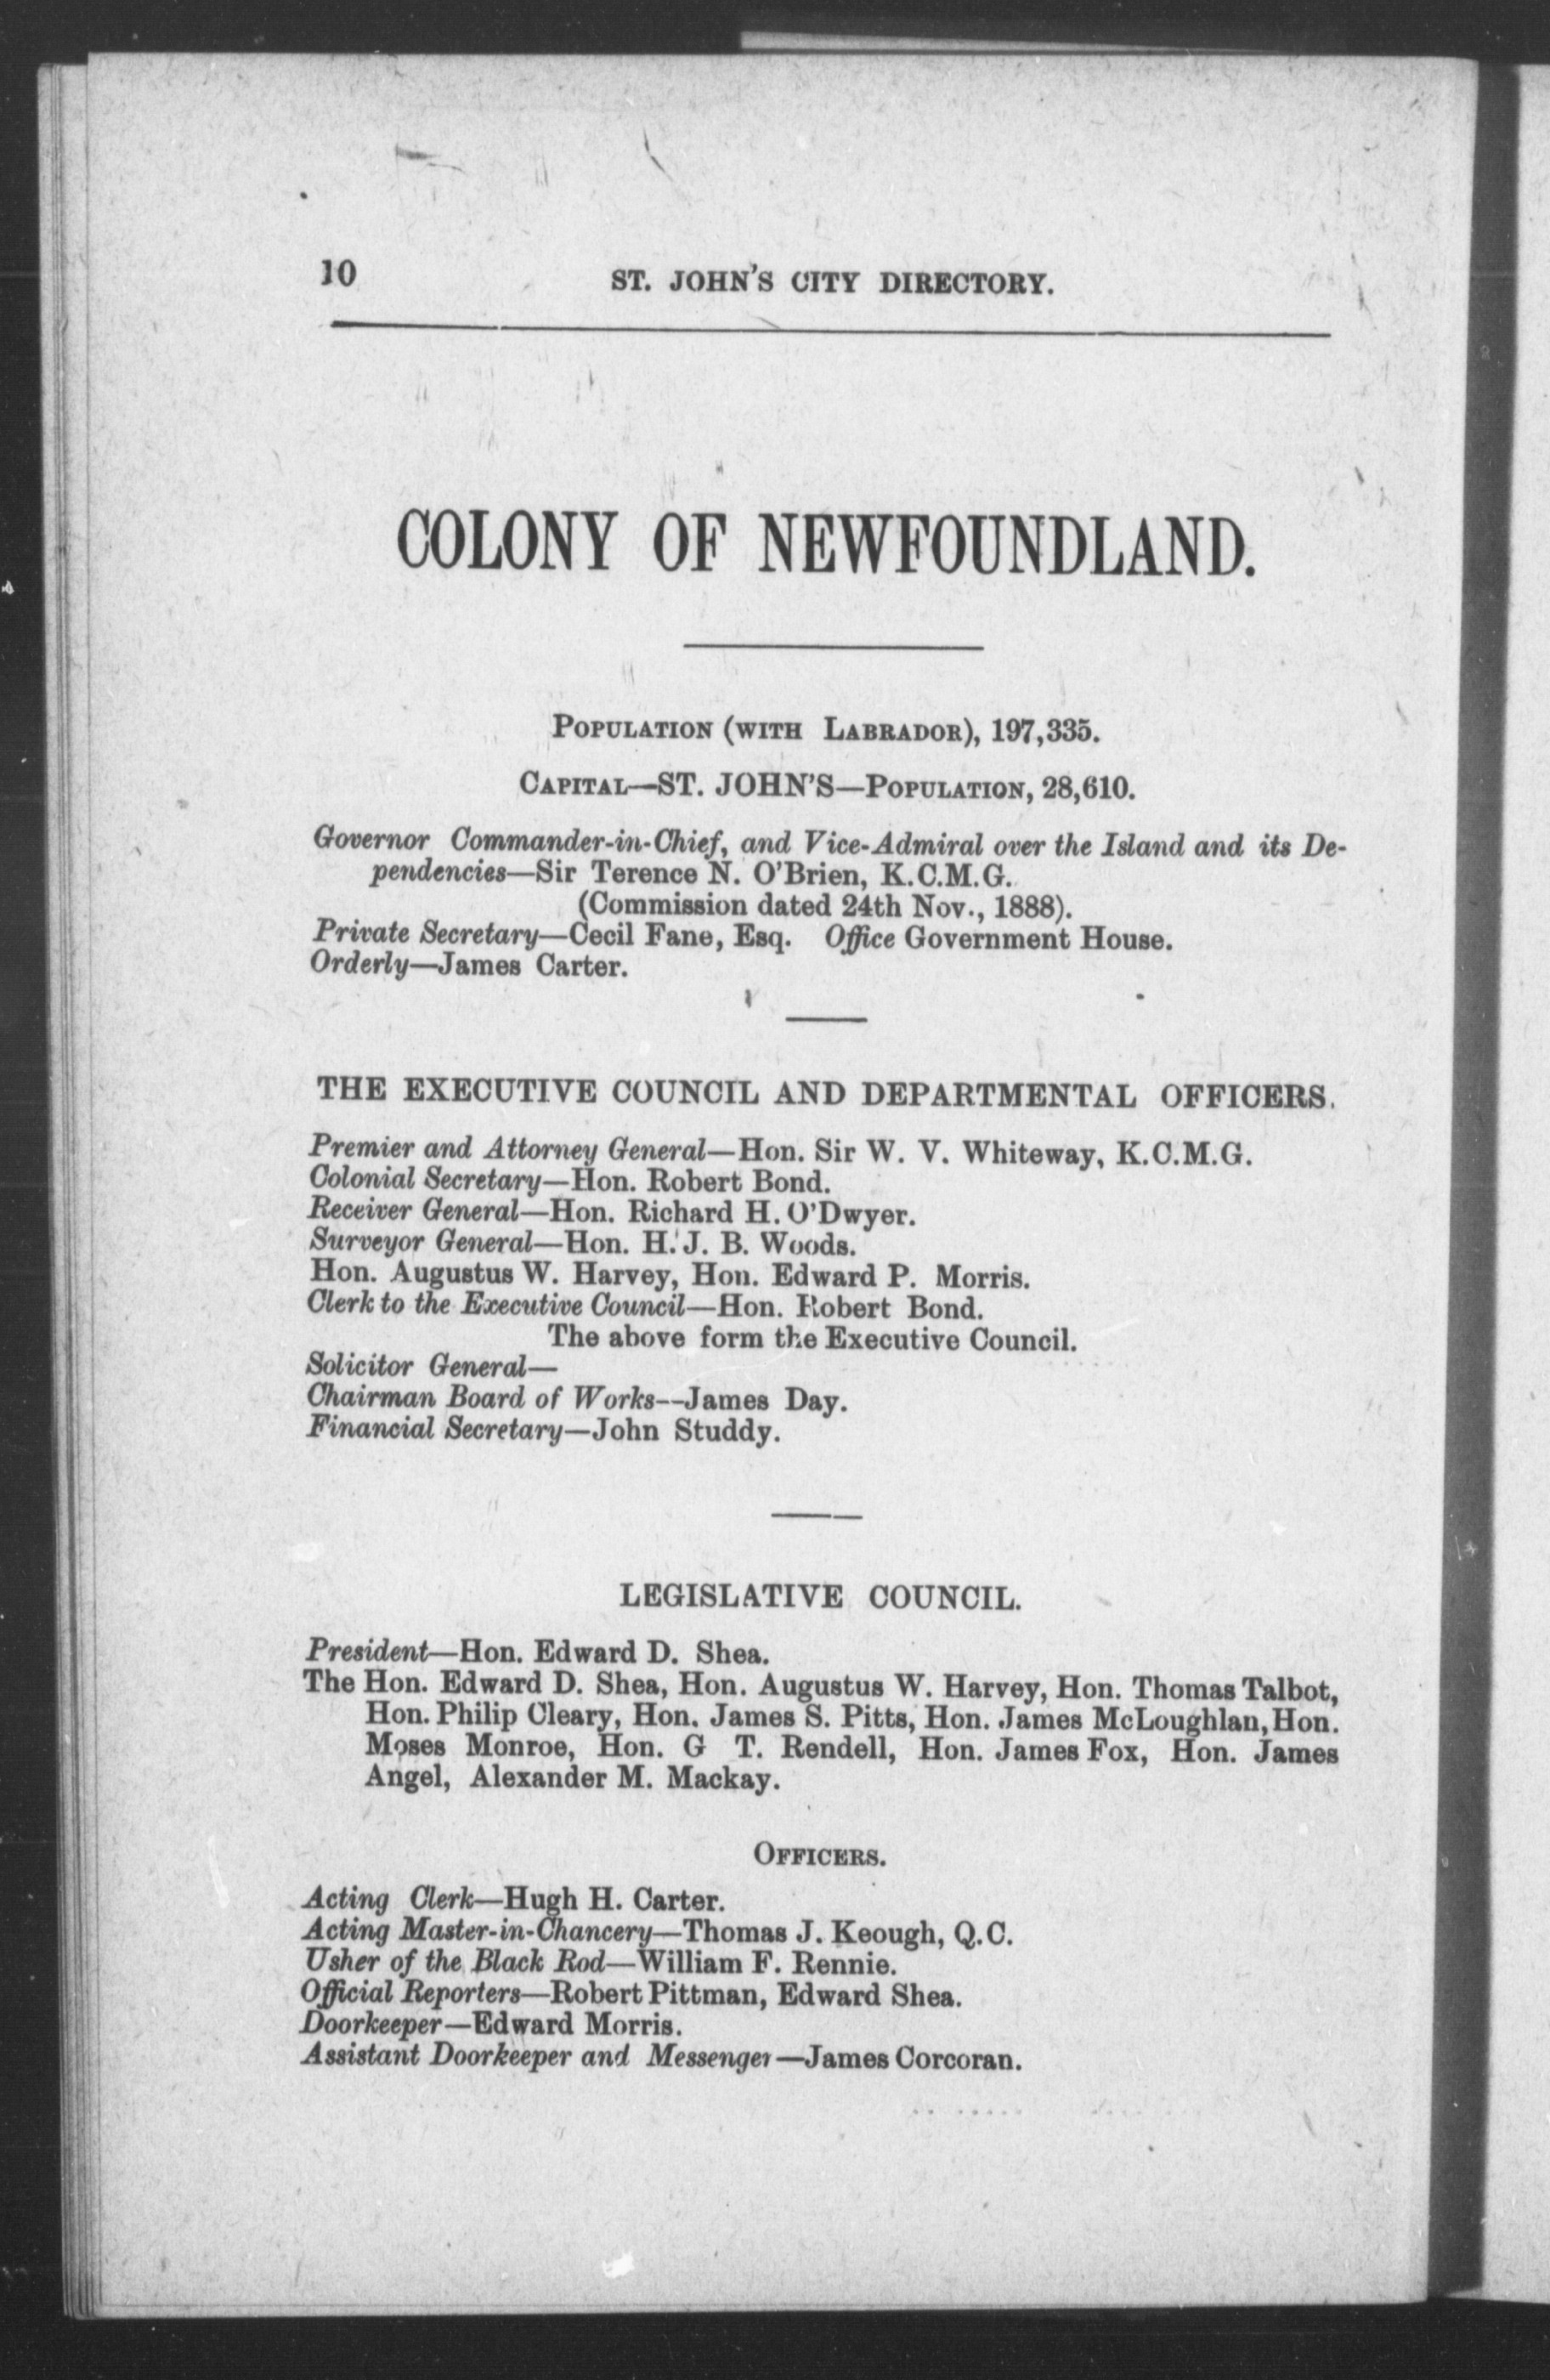 10
ST. JOHN'S CITY DIRECTORY.
COLONY OF NEWFOUNDLAND.
POPULATION (WITH LABRADOR), 197,335.
CAPITAL—ST. JOHN'S—POPULATION, 28,610.
Governor Commander-in-Chief, and Vice-Admiral over the Island and its De-
pendencies—Sir Terence N. O'Brien, K.C.M.G.
(Commission dated 24th Nov., 1888).
Private Secretary—Cecil Fane, Esq. Office Government House.
Orderly—James Carter.
THE EXECUTIVE COUNCIL AND DEPARTMENTAL OFFICERS.
Premier and Attorney General—Hon. Sir W. V. Whiteway, K.C.M.G.
Colonial Secretary—Hon. Robert Bond.
Receiver General—Hon. Richard H. O'Dwyer.
Surveyor General—Hon. H. J. B. Woods.
Hon. Augustus W. Harvey, Hon. Edward P. Morris.
Clerk to the Executive Council—Hon. Robert Bond.
The above form the Executive Council.
Solicitor General—
Chairman Board of Works--James Day.
Financial Secretary—John Studdy.
LEGISLATIVE COUNCIL.
President—Hon. Edward D. Shea.
The Hon. Edward D. Shea, Hon. Augustus W. Harvey, Hon. Thomas Talbot,
Hon. Philip Cleary, Hon. James S. Pitts, Hon. James McLoughlan, Hon.
Moses Monroe, Hon. G T. Rendell, Hon. James Fox, Hon. James
Angel, Alexander M. Mackay.
OFFICERS.
Acting Clerk—Hugh H. Carter.
Acting Master-in-Chancery—Thomas J. Keough, Q.C.
Usher of the Black Rod—William F. Rennie.
Official Reporters—Robert Pittman, Edward Shea.
Doorkeeper—Edward Morris.
Assistant Doorkeeper and Messenger—James Corcoran.